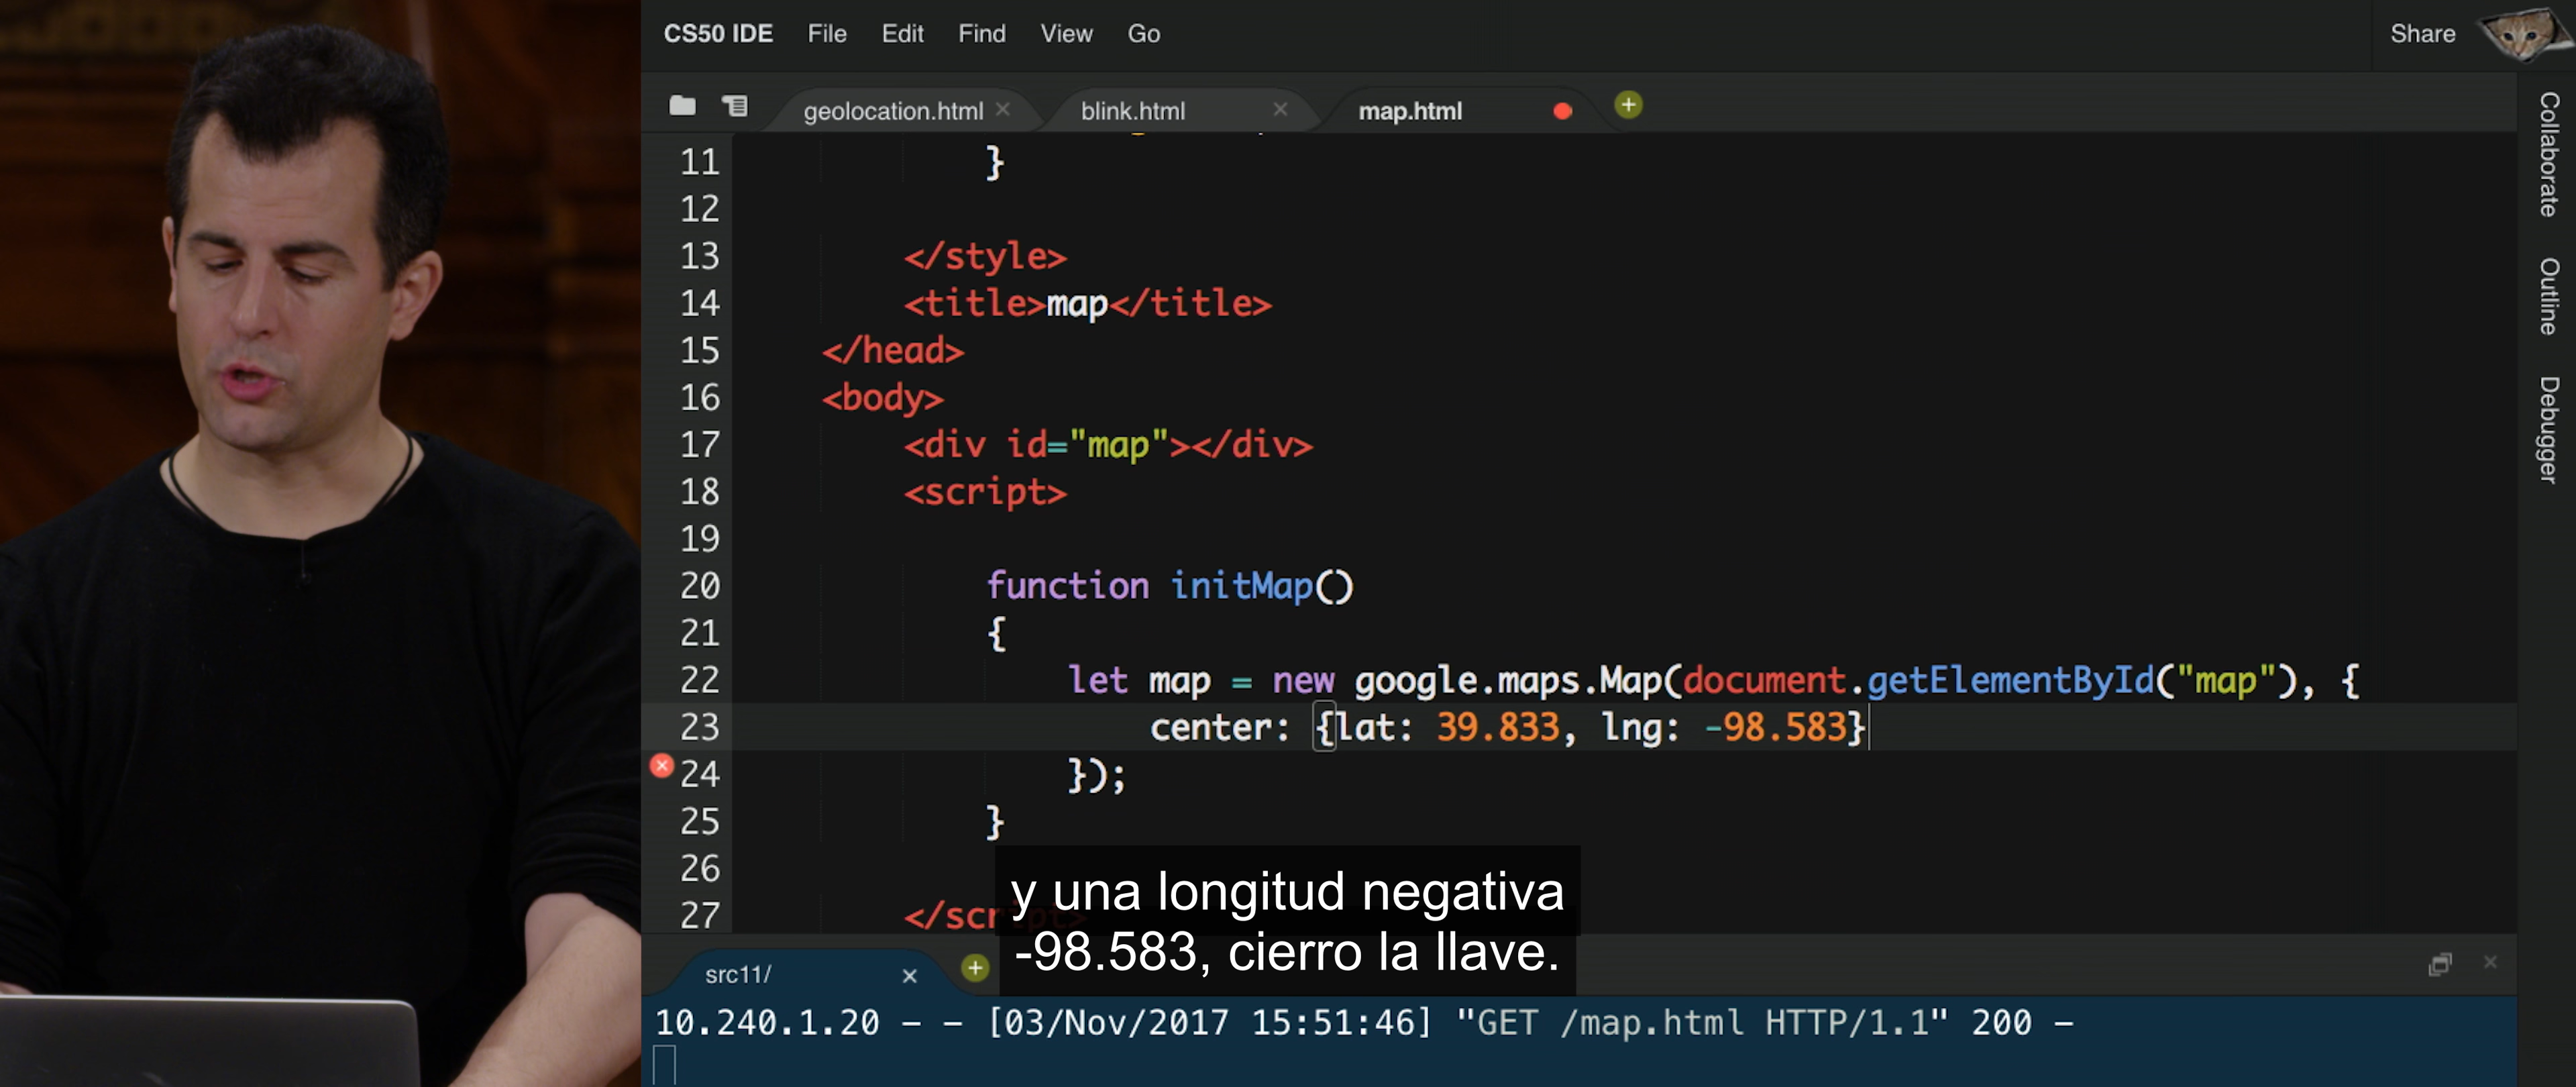 CS50 IDE File Edit Find View Go Share
geolocation.html blink.html map.html
11 }
12
13 </style>
14 <title>map</title>
15 </head>
16 <body>
17 <div id="map"></div>
18 <script>
19
20 function initMap()
21 {
22 let map = new google.maps.Map(document.getElementById("map"), {
23 center: {lat: 39.833, lng: -98.583}
24 });
25 }
26
27 </script>
y una longitud negativa
-98.583, cierro la llave.
src11/
10.240.1.20 - - [03/Nov/2017 15:51:46] "GET /map.html HTTP/1.1" 200 -
Collaborate
Outline
Debugger